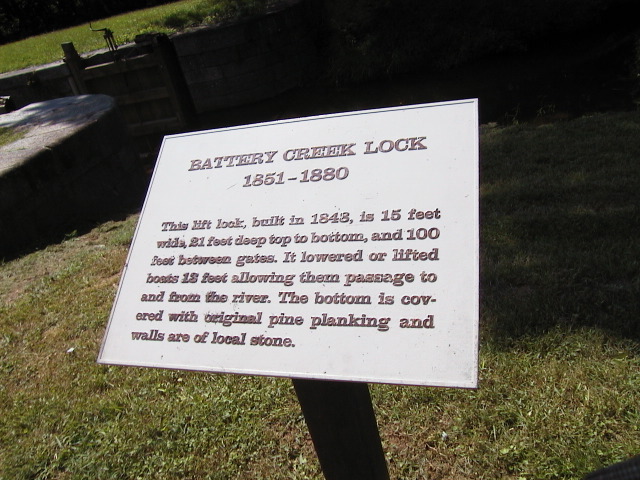 BATTERY CREEK LOCK
1851-1880
This lift lock, built in 1848, is 15 feet
wide, 21 feet deep top to bottom, and 100
feet between gates. It lowered or lifted
boats 13 feet allowing them passage to
and from the river. The bottom is cov-
ered with original pine planking and
walls are of local stone.